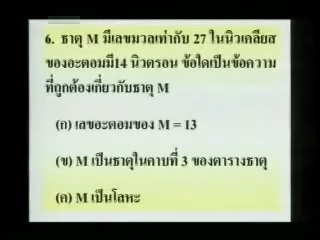 6. ธาตุ M มีเลขมวลเท่ากับ 27 ในนิวเคลียส
ของอะตอมมี14 นิวตรอน ข้อใดเป็นข้อความ
ที่ถูกต้องเกี่ยวกับธาตุ M
(ก) เลขอะตอมของ M = 13
(ข) M เป็นธาตุในคาบที่ 3 ของตารางธาตุ
(ค) M เป็นโลหะ